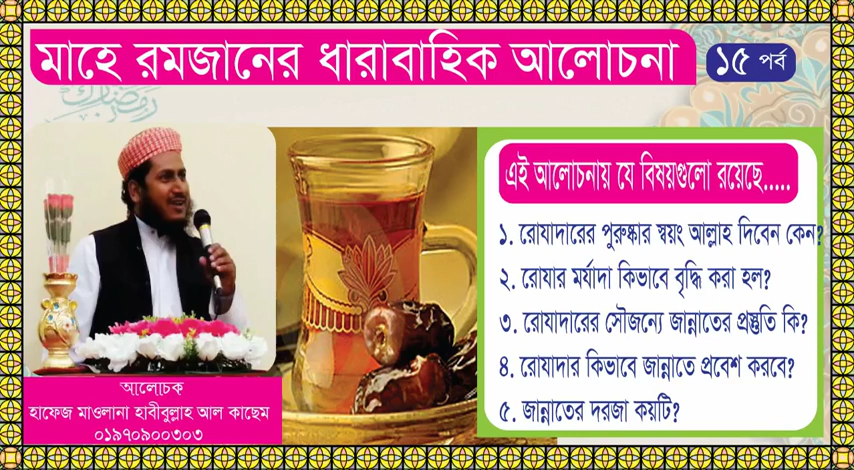 মাহে রমজানের ধারাবাহিক আলোচনা
১৫ পর্ব
এই আলোচনায় যে বিষয়গুলো রয়েছে.....
১. রোযাদারের পুরুষ্কার স্বয়ং আল্লাহ দিবেন কেন?
২. রোযার মর্যাদা কিভাবে বৃদ্ধি করা হল?
৩. রোযাদারের সৌজন্যে জান্নাতের প্রস্তুতি কি?
৪. রোযাদার কিভাবে জান্নাতে প্রবেশ করবে?
৫. জান্নাতের দরজা কয়টি?
আলোচক
হাফেজ মাওলানা হাবীবুল্লাহ আল কাছেম
০১৯৭০৯০০৩০৩